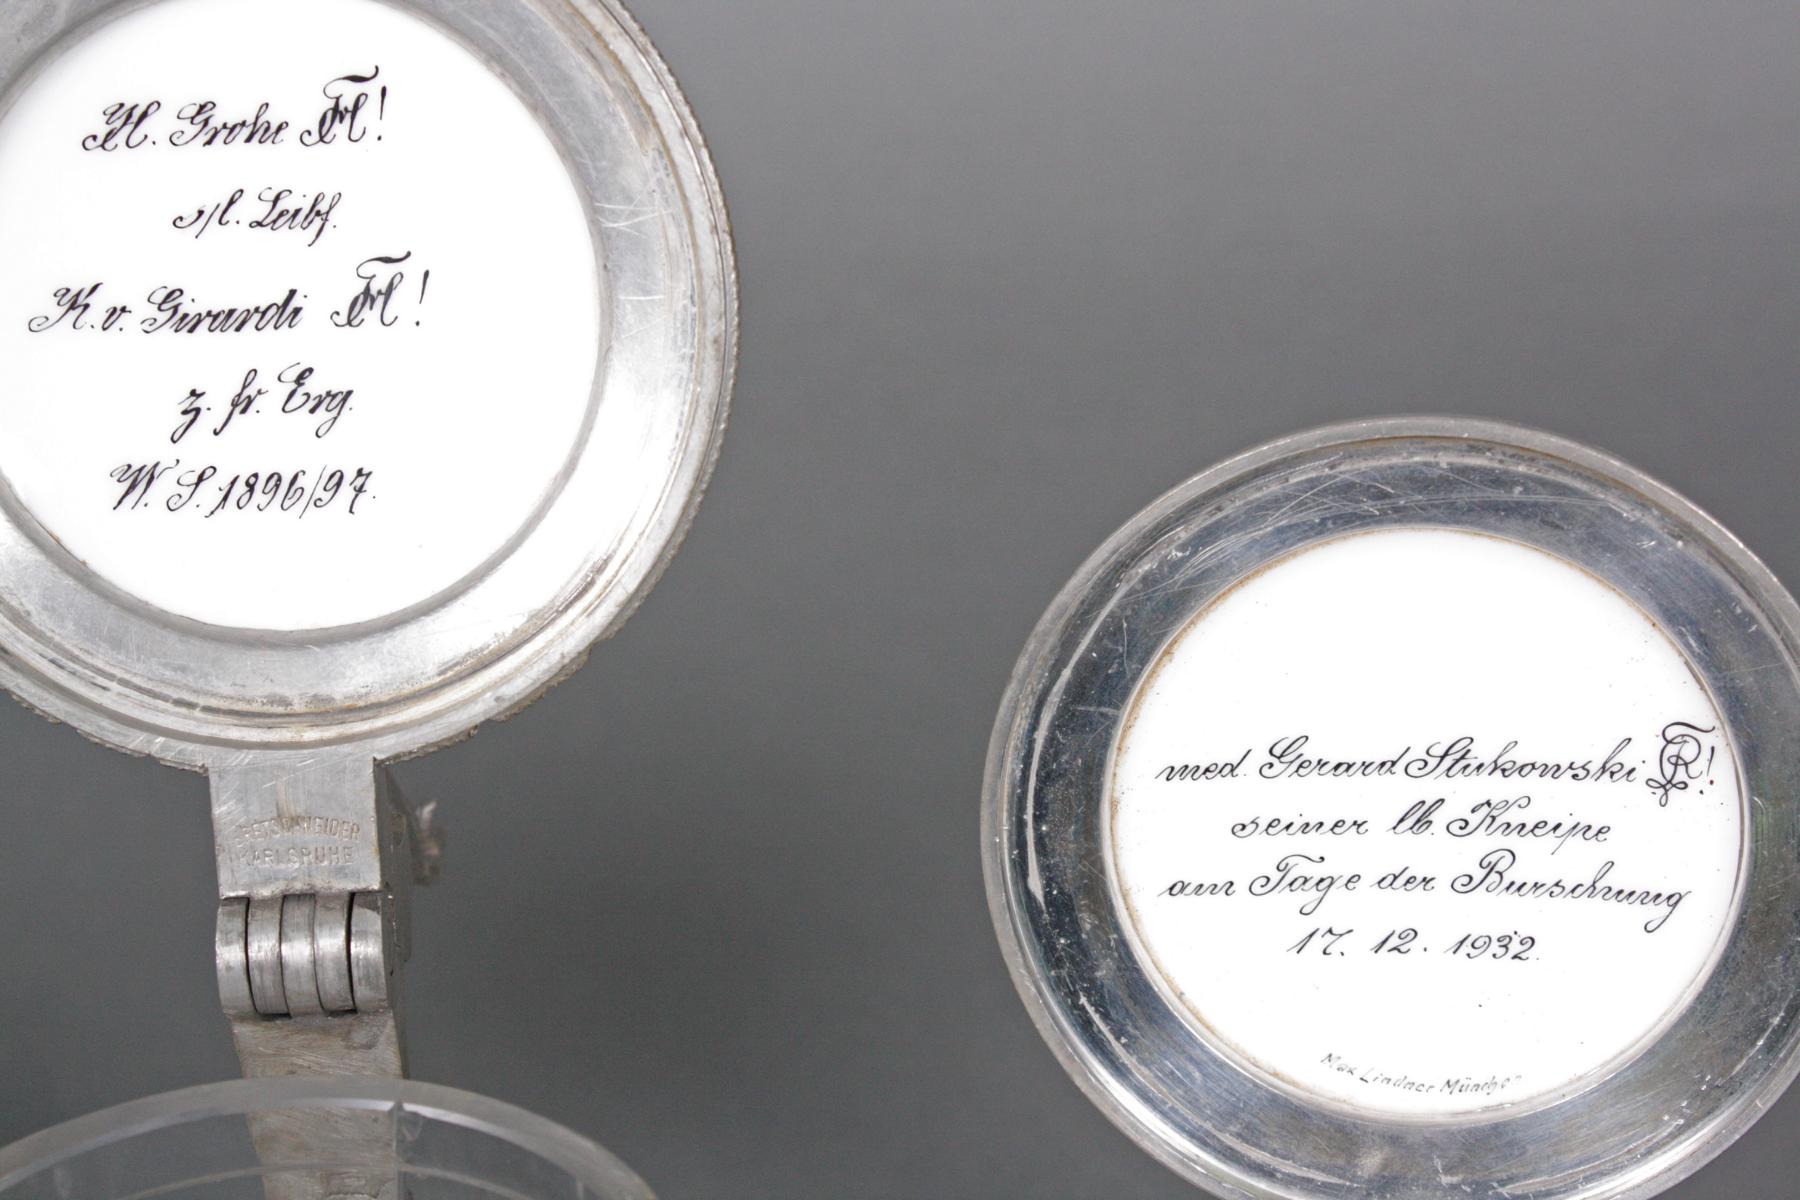 H. Grohe
s/l. Leibf.
K. v. Girardi
z. fr. Erg.
W. S. 1896/97.
KARLSRUHE
med. Gerard Stukowski
seiner lb. Kneipe
am Tage der Burschung
17. 12. 1932.
Max Lindner München